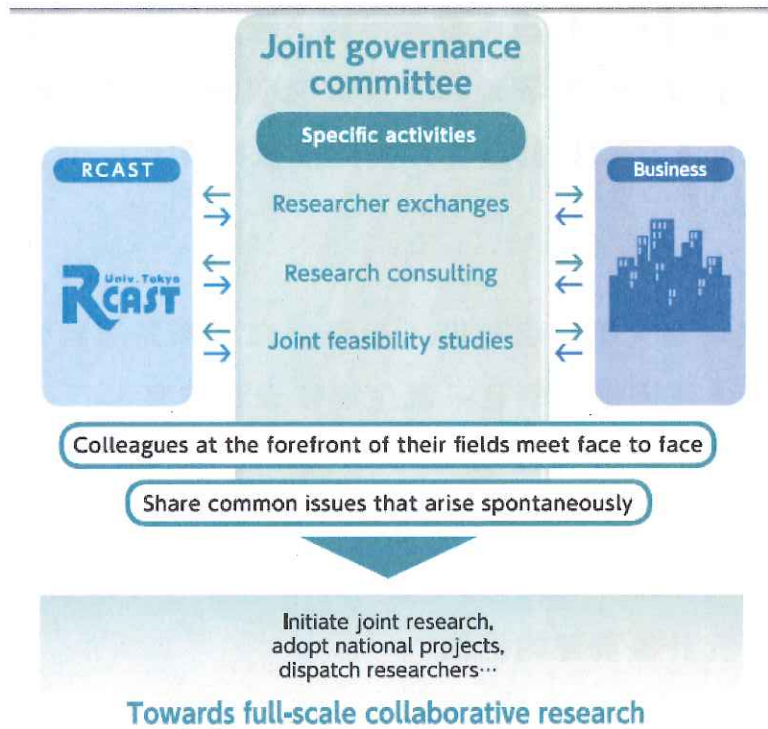 Joint governance
committee
Specific activities
RCAST
Business
Researcher exchanges
Univ. Tokyo
RCAST
Research consulting
Joint feasibility studies
Colleagues at the forefront of their fields meet face to face
Share common issues that arise spontaneously
Initiate joint research,
adopt national projects,
dispatch researchers…
Towards full-scale collaborative research